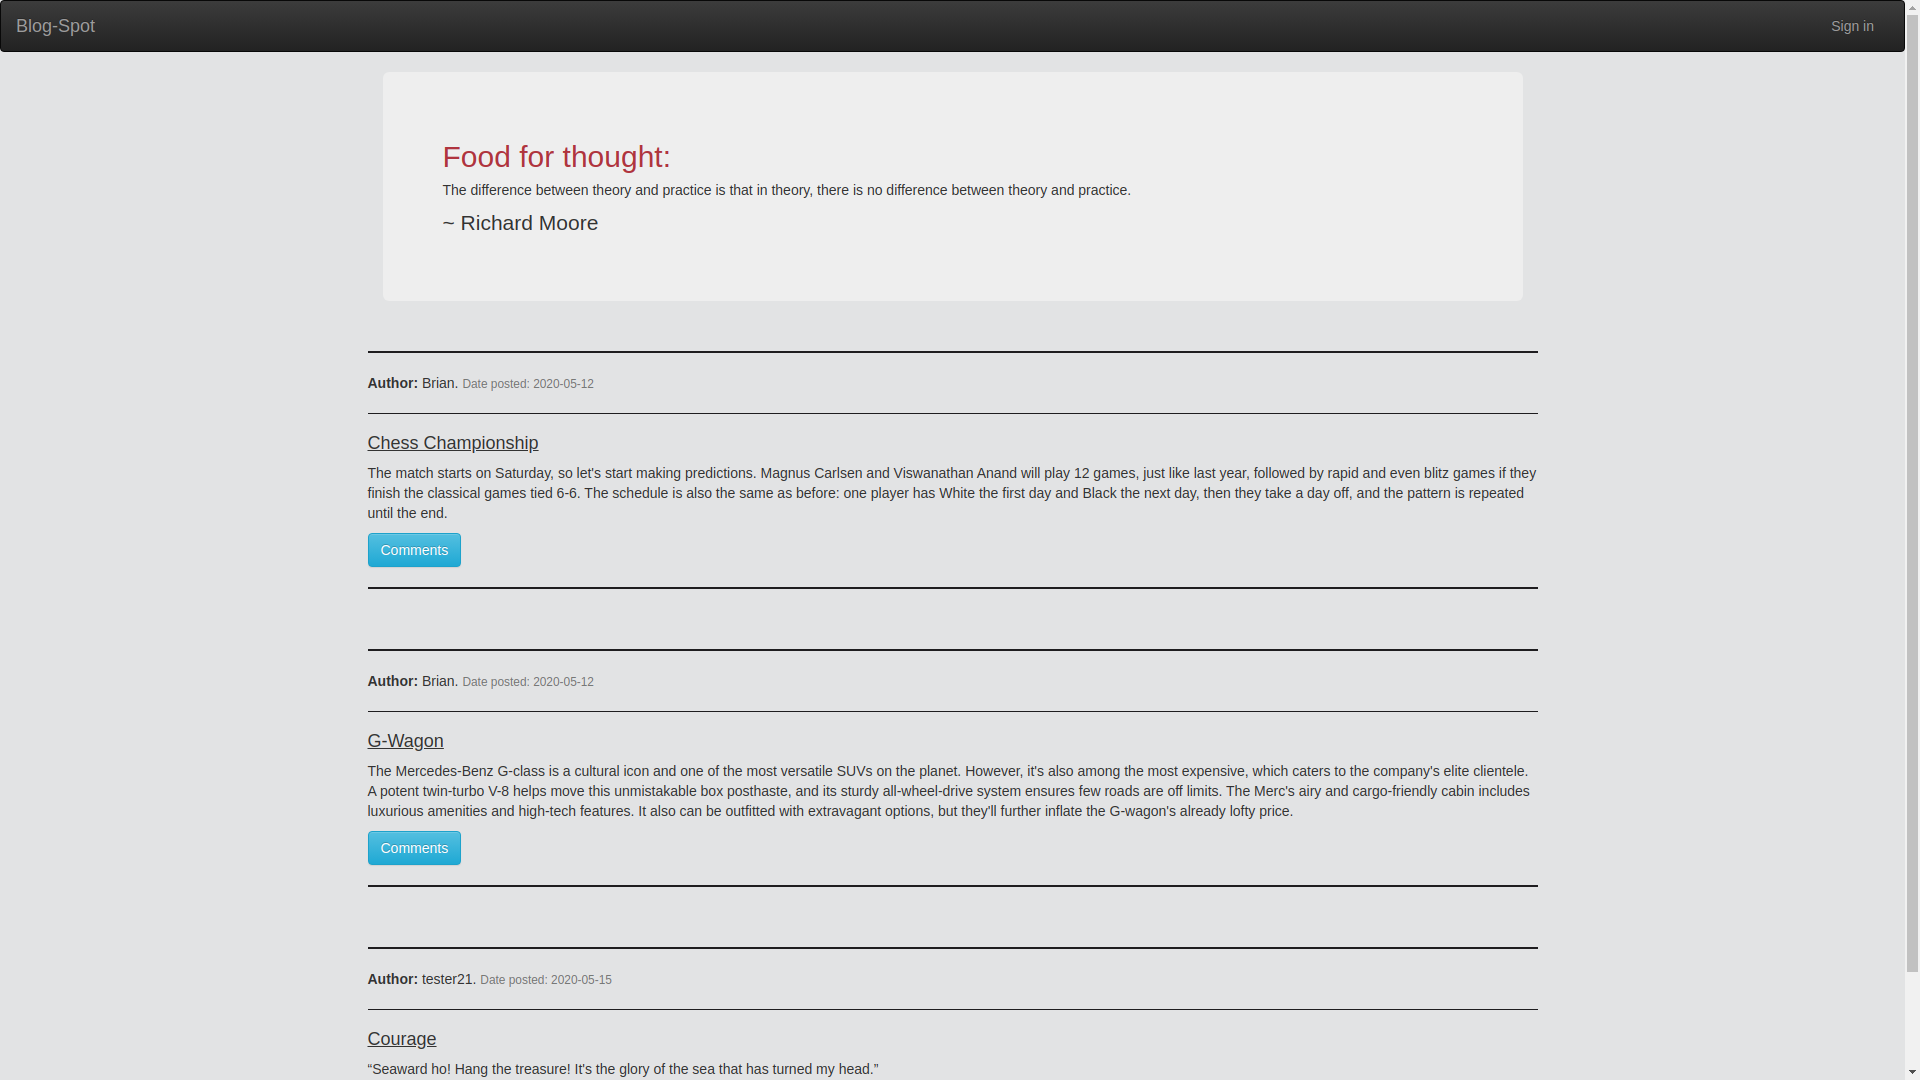 Blog-Spot
Sign in
Food for thought:
The difference between theory and practice is that in theory, there is no difference between theory and practice.
~ Richard Moore
Author: Brian. Date posted: 2020-05-12
Chess Championship
The match starts on Saturday, so let's start making predictions. Magnus Carlsen and Viswanathan Anand will play 12 games, just like last year, followed by rapid and even blitz games if they
finish the classical games tied 6-6. The schedule is also the same as before: one player has White the first day and Black the next day, then they take a day off, and the pattern is repeated
until the end.
Comments
Author: Brian. Date posted: 2020-05-12
G-Wagon
The Mercedes-Benz G-class is a cultural icon and one of the most versatile SUVs on the planet. However, it's also among the most expensive, which caters to the company's elite clientele.
A potent twin-turbo V-8 helps move this unmistakable box posthaste, and its sturdy all-wheel-drive system ensures few roads are off limits. The Merc's airy and cargo-friendly cabin includes
luxurious amenities and high-tech features. It also can be outfitted with extravagant options, but they'll further inflate the G-wagon's already lofty price.
Comments
Author: tester21. Date posted: 2020-05-15
Courage
“Seaward ho! Hang the treasure! It's the glory of the sea that has turned my head.”